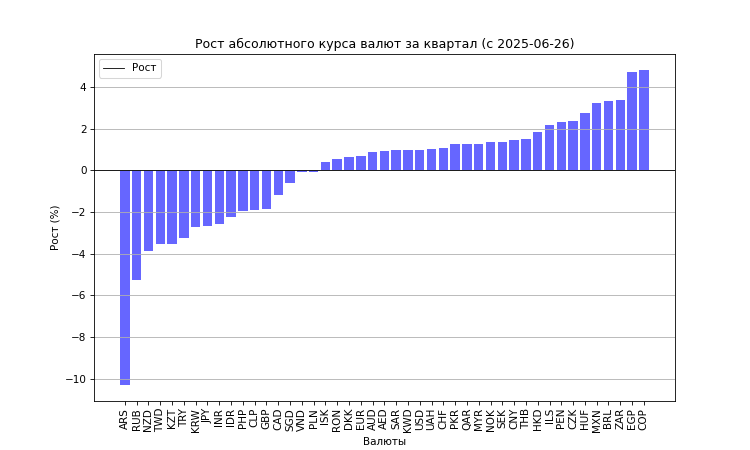 Рост абсолютного курса валют за квартал (с 2025-06-26)
Рост
4
2
0
−2
−4
−6
−8
−10
Рост (%)
ARS RUB NZD TWD KZT TRY KRW JPY INR IDR PHP CLP GBP CAD SGD VND PLN ISK RON DKK EUR AUD AED SAR KWD USD UAH CHF PKR QAR MYR NOK SEK CNY THB HKD ILS PEN CZK HUF MXN BRL ZAR EGP COP
Валюты